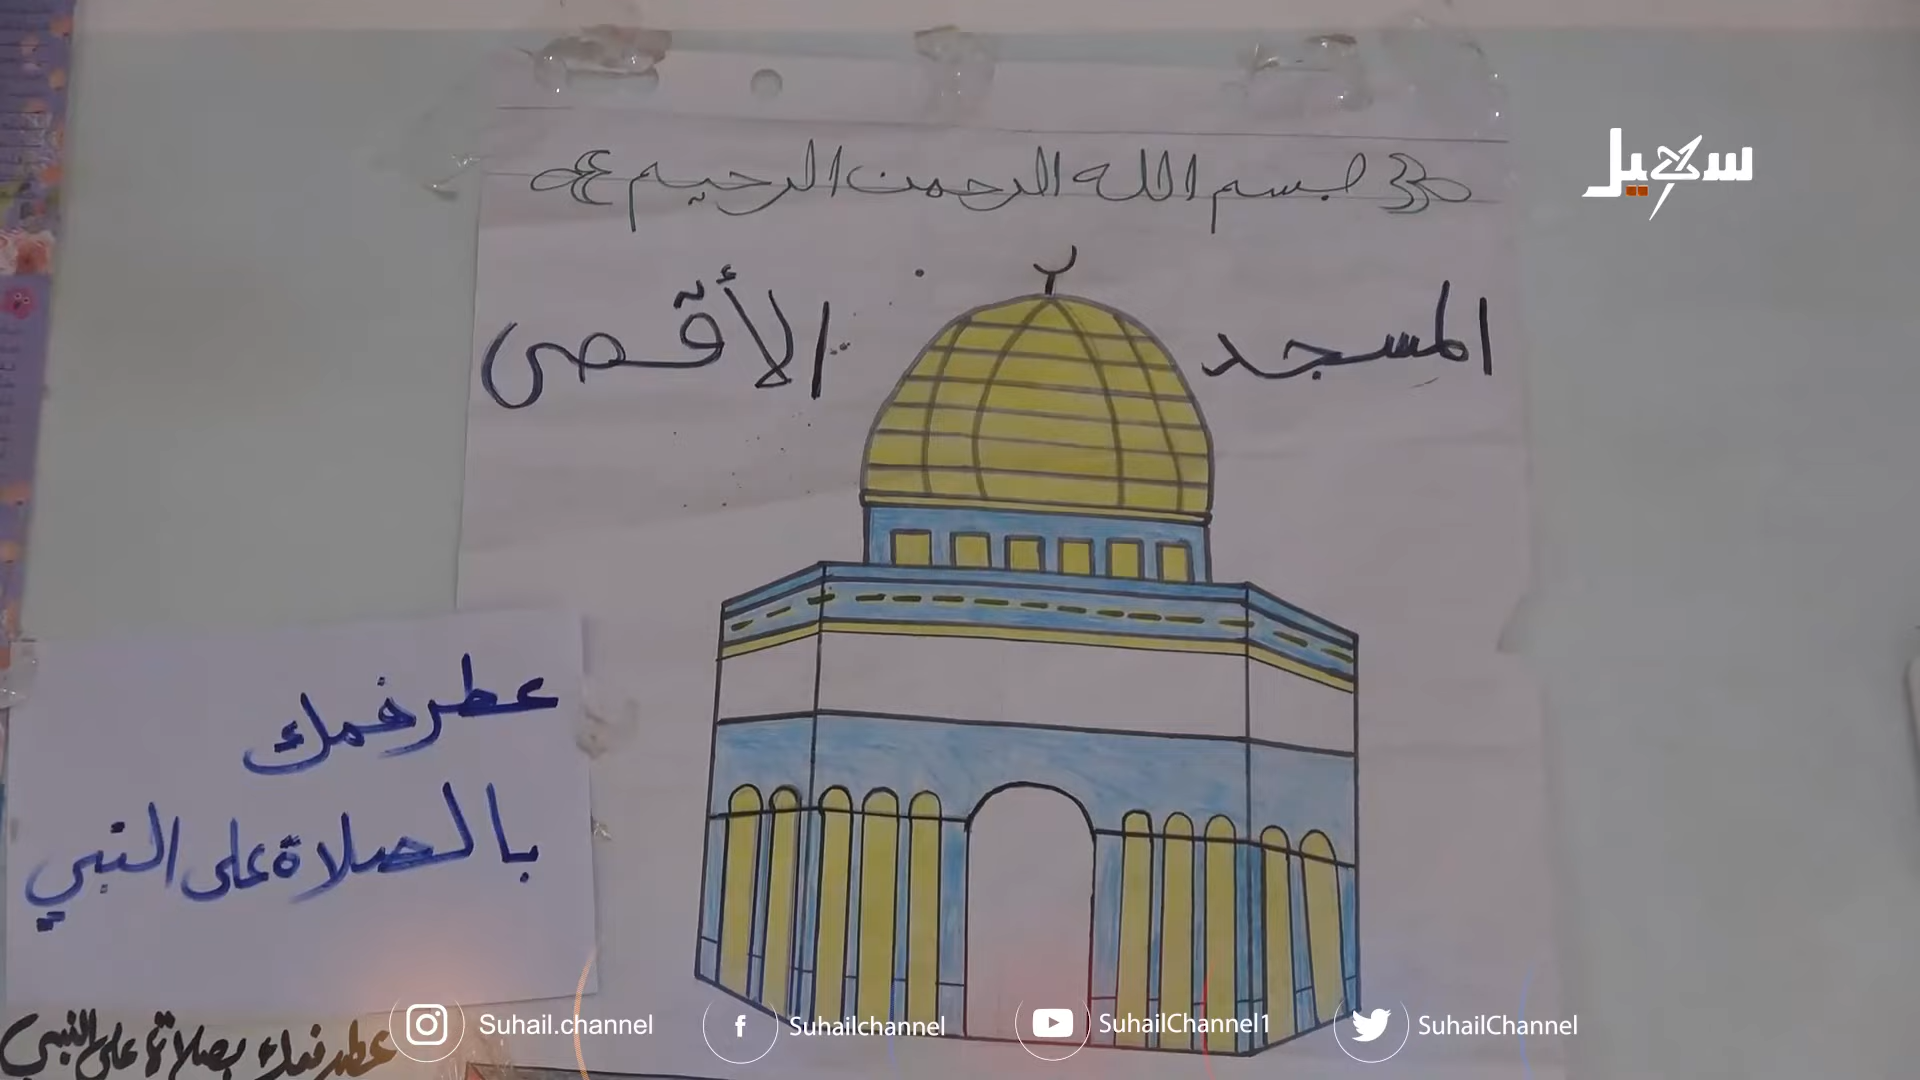 بسم الله الرحمن الرحيم
سهيل
المسجد الأقصى
عطر فمك
بالصلاة على النبي
عطر فمك بصلاة على النبي
Suhail.channel
Suhailchannel
SuhailChannel1
SuhailChannel